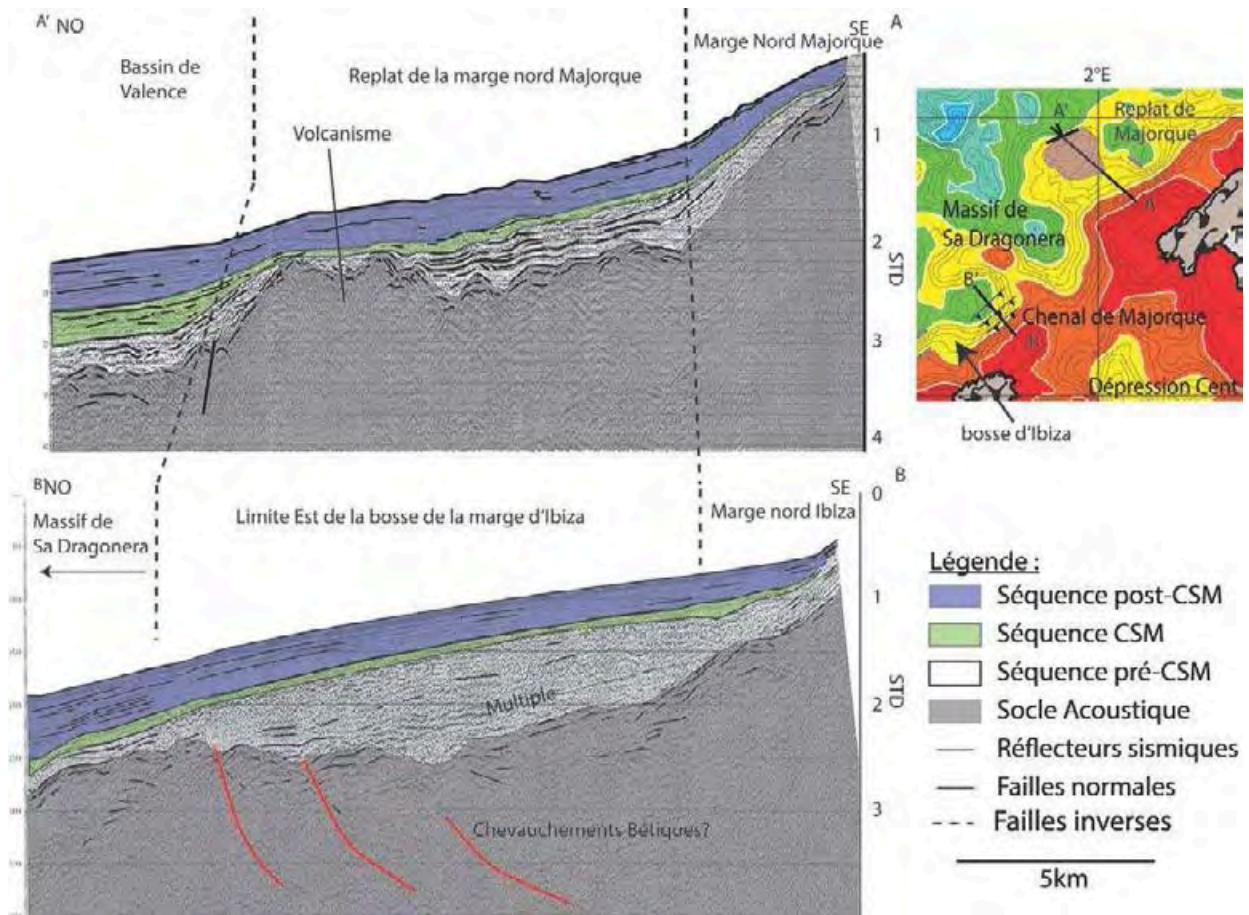 A' NO
SE A
Bassin de
Valence
Replat de la marge nord Majorque
Marge Nord Majorque
Volcanisme
1
2
STD
3
4
2°E
A'
Replat de
Majorque
A
Massif de
Sa Dragonera
B'
Chenal de Majorque
B
Dépression Cent
bosse d'Ibiza
B NO
SE B
Massif de
Sa Dragonera
Limite Est de la bosse de la marge d'Ibiza
Marge nord Ibiza
0
1
Multiple
2
STD
3
Chevauchements Bétiques?
Légende :
Séquence post-CSM
Séquence CSM
Séquence pré-CSM
Socle Acoustique
Réflecteurs sismiques
Failles normales
Failles inverses
5km